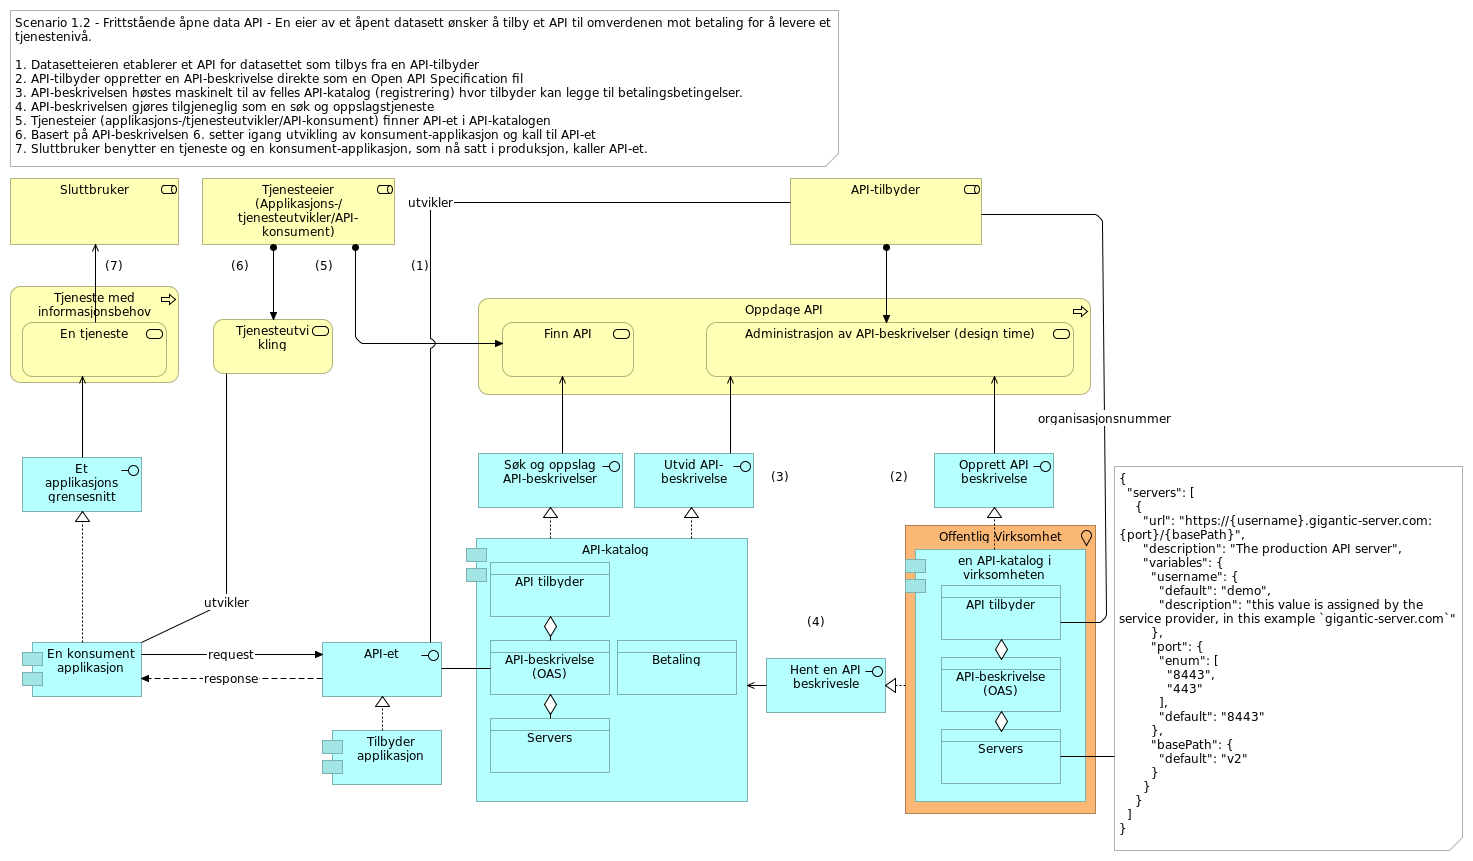 Scenario 1.2 - Frittstående åpne data API - En eier av et åpent datasett ønsker å tilby et API til omverdenen mot betaling for å levere et
tjenestenivå.
1. Datasetteieren etablerer et API for datasettet som tilbys fra en API-tilbyder
2. API-tilbyder oppretter en API-beskrivelse direkte som en Open API Specification fil
3. API-beskrivelsen høstes maskinelt til av felles API-katalog (registrering) hvor tilbyder kan legge til betalingsbetingelser.
4. API-beskrivelsen gjøres tilgjeneglig som en søk og oppslagstjeneste
5. Tjenesteier (applikasjons-/tjenesteutvikler/API-konsument) finner API-et i API-katalogen
6. Basert på API-beskrivelsen 6. setter igang utvikling av konsument-applikasjon og kall til API-et
7. Sluttbruker benytter en tjeneste og en konsument-applikasjon, som nå satt i produksjon, kaller API-et.
Sluttbruker
Tjenesteeier
(Applikasjons-/
tjenesteutvikler/API-
konsument)
utvikler
API-tilbyder
(7)
(6)
(5)
(1)
Tjeneste med
informasjonsbehov
En tjeneste
Tjenesteutvi
kling
Oppdage API
Finn API
Administrasjon av API-beskrivelser (design time)
organisasjonsnummer
Et
applikasjons
grensesnitt
Søk og oppslag
API-beskrivelser
Utvid API-
beskrivelse
(3)
(2)
Opprett API
beskrivelse
Offentlig Virksomhet
en API-katalog i
virksomheten
API tilbyder
API-beskrivelse
(OAS)
Servers
API-katalog
API tilbyder
API-beskrivelse
(OAS)
Betaling
Servers
(4)
Hent en API
beskrivesle
utvikler
En konsument
applikasjon
request
response
API-et
Tilbyder
applikasjon
{
"servers": [
{
"url": "https://{username}.gigantic-server.com:
{port}/{basePath}",
"description": "The production API server",
"variables": {
"username": {
"default": "demo",
"description": "this value is assigned by the
service provider, in this example `gigantic-server.com`"
},
"port": {
"enum": [
"8443",
"443"
],
"default": "8443"
},
"basePath": {
"default": "v2"
}
}
}
]
}